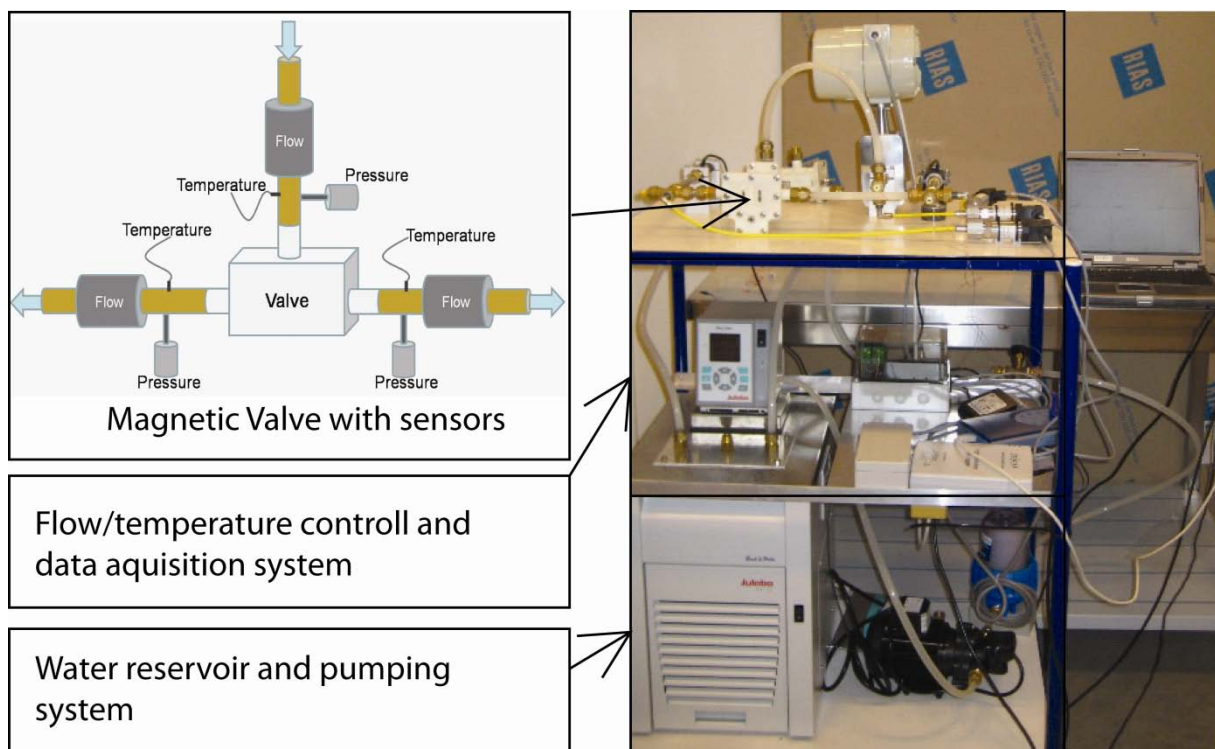 Flow
Temperature
Pressure
Temperature
Temperature
Flow
Valve
Flow
Pressure
Pressure
Magnetic Valve with sensors
Flow/temperature controll and
data aquisition system
Water reservoir and pumping
system
RIAS
RIAS
RIAS
Julabo
Julabo